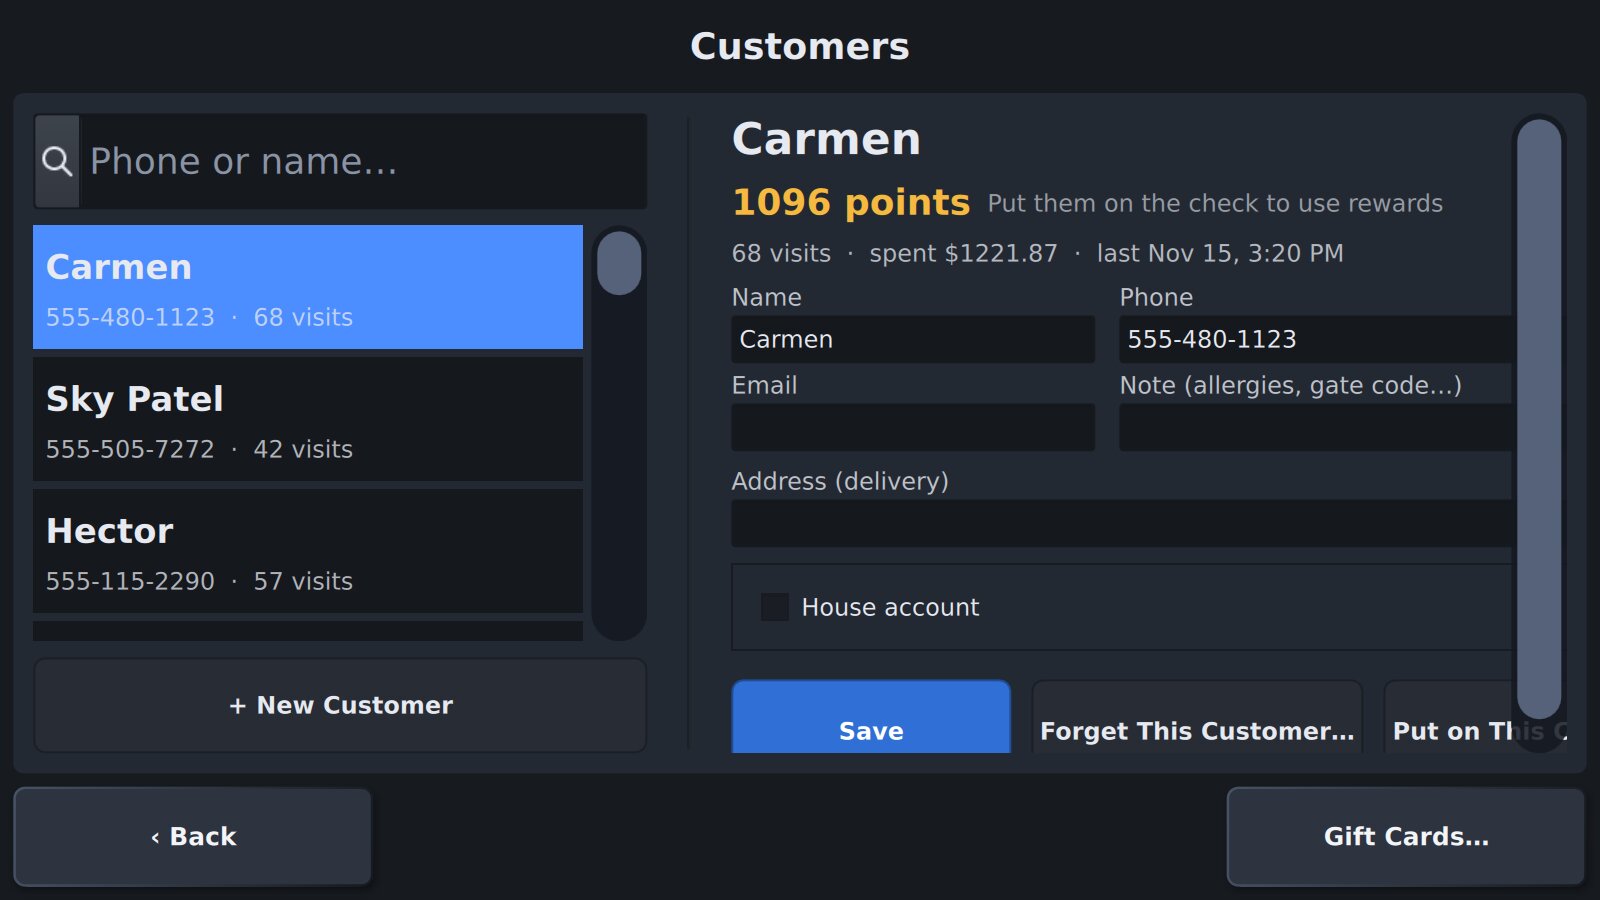 Customers
Phone or name...
Carmen
555-480-1123 · 68 visits
Sky Patel
555-505-7272 · 42 visits
Hector
555-115-2290 · 57 visits
+ New Customer
Carmen
1096 points Put them on the check to use rewards
68 visits · spent $1221.87 · last Nov 15, 3:20 PM
Name Phone
Carmen 555-480-1123
Email Note (allergies, gate code...)
Address (delivery)
House account
Save Forget This Customer... Put on This
‹ Back Gift Cards...